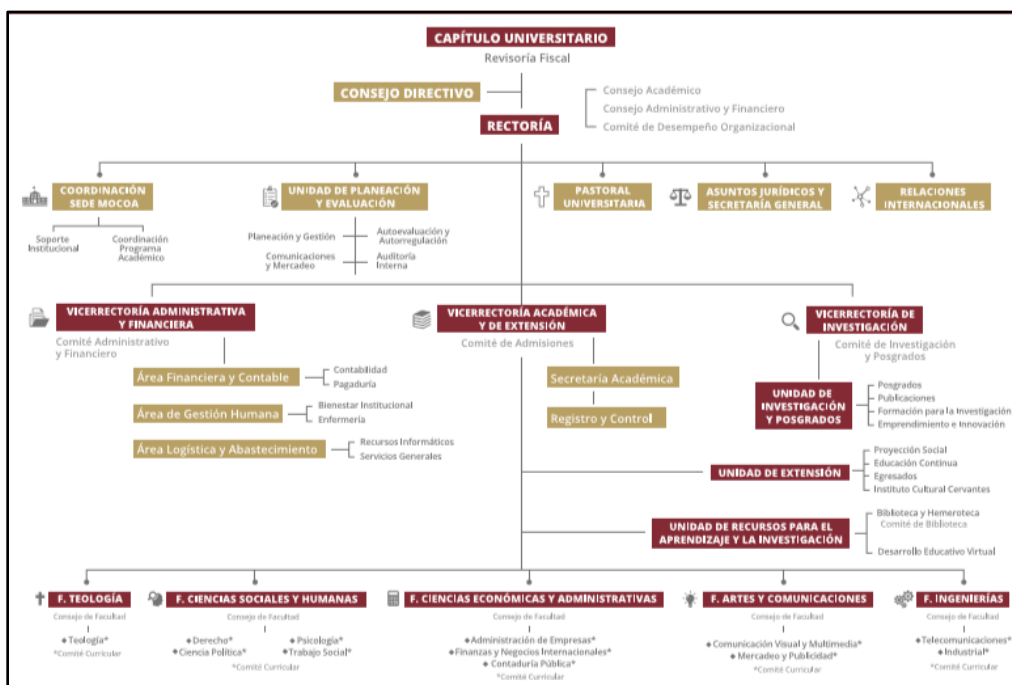 CAPÍTULO UNIVERSITARIO
Revisoría Fiscal
CONSEJO DIRECTIVO
Consejo Académico
Consejo Administrativo y Financiero
Comité de Desempeño Organizacional
RECTORÍA
COORDINACIÓN
SEDE MOCOA
Soporte
Institucional
Coordinación
Programa
Académico
UNIDAD DE PLANEACIÓN
Y EVALUACIÓN
Planeación y Gestión
Autoevaluación y
Autorregulación
Comunicaciones
y Mercadeo
Auditoría
Interna
PASTORAL
UNIVERSITARIA
ASUNTOS JURÍDICOS Y
SECRETARÍA GENERAL
RELACIONES
INTERNACIONALES
VICERRECTORÍA ADMINISTRATIVA
Y FINANCIERA
Comité Administrativo
y Financiero
Área Financiera y Contable
Contabilidad
Pagaduría
Área de Gestión Humana
Bienestar Institucional
Enfermería
Área Logística y Abastecimiento
Recursos Informáticos
Servicios Generales
VICERRECTORÍA ACADÉMICA
Y DE EXTENSIÓN
Comité de Admisiones
Secretaría Académica
Registro y Control
VICERRECTORÍA DE
INVESTIGACIÓN
Comité de Investigación
y Posgrados
UNIDAD DE
INVESTIGACIÓN
Y POSGRADOS
Posgrados
Publicaciones
Formación para la Investigación
Emprendimiento e Innovación
UNIDAD DE EXTENSIÓN
Proyección Social
Educación Continua
Egresados
Instituto Cultural Cervantes
UNIDAD DE RECURSOS PARA EL
APRENDIZAJE Y LA INVESTIGACIÓN
Biblioteca y Hemeroteca
Comité de Biblioteca
Desarrollo Educativo Virtual
F. TEOLOGÍA
Consejo de Facultad
◆Teología*
*Comité Curricular
F. CIENCIAS SOCIALES Y HUMANAS
Consejo de Facultad
◆Derecho*
◆Ciencia Política*
◆Psicología*
◆Trabajo Social*
*Comité Curricular
F. CIENCIAS ECONÓMICAS Y ADMINISTRATIVAS
Consejo de Facultad
◆Administración de Empresas*
◆Finanzas y Negocios Internacionales*
◆Contaduría Pública*
*Comité Curricular
F. ARTES Y COMUNICACIONES
Consejo de Facultad
◆Comunicación Visual y Multimedia*
◆Mercadeo y Publicidad*
*Comité Curricular
F. INGENIERÍAS
Consejo de Facultad
◆Telecomunicaciones*
◆Industrial*
*Comité Curricular